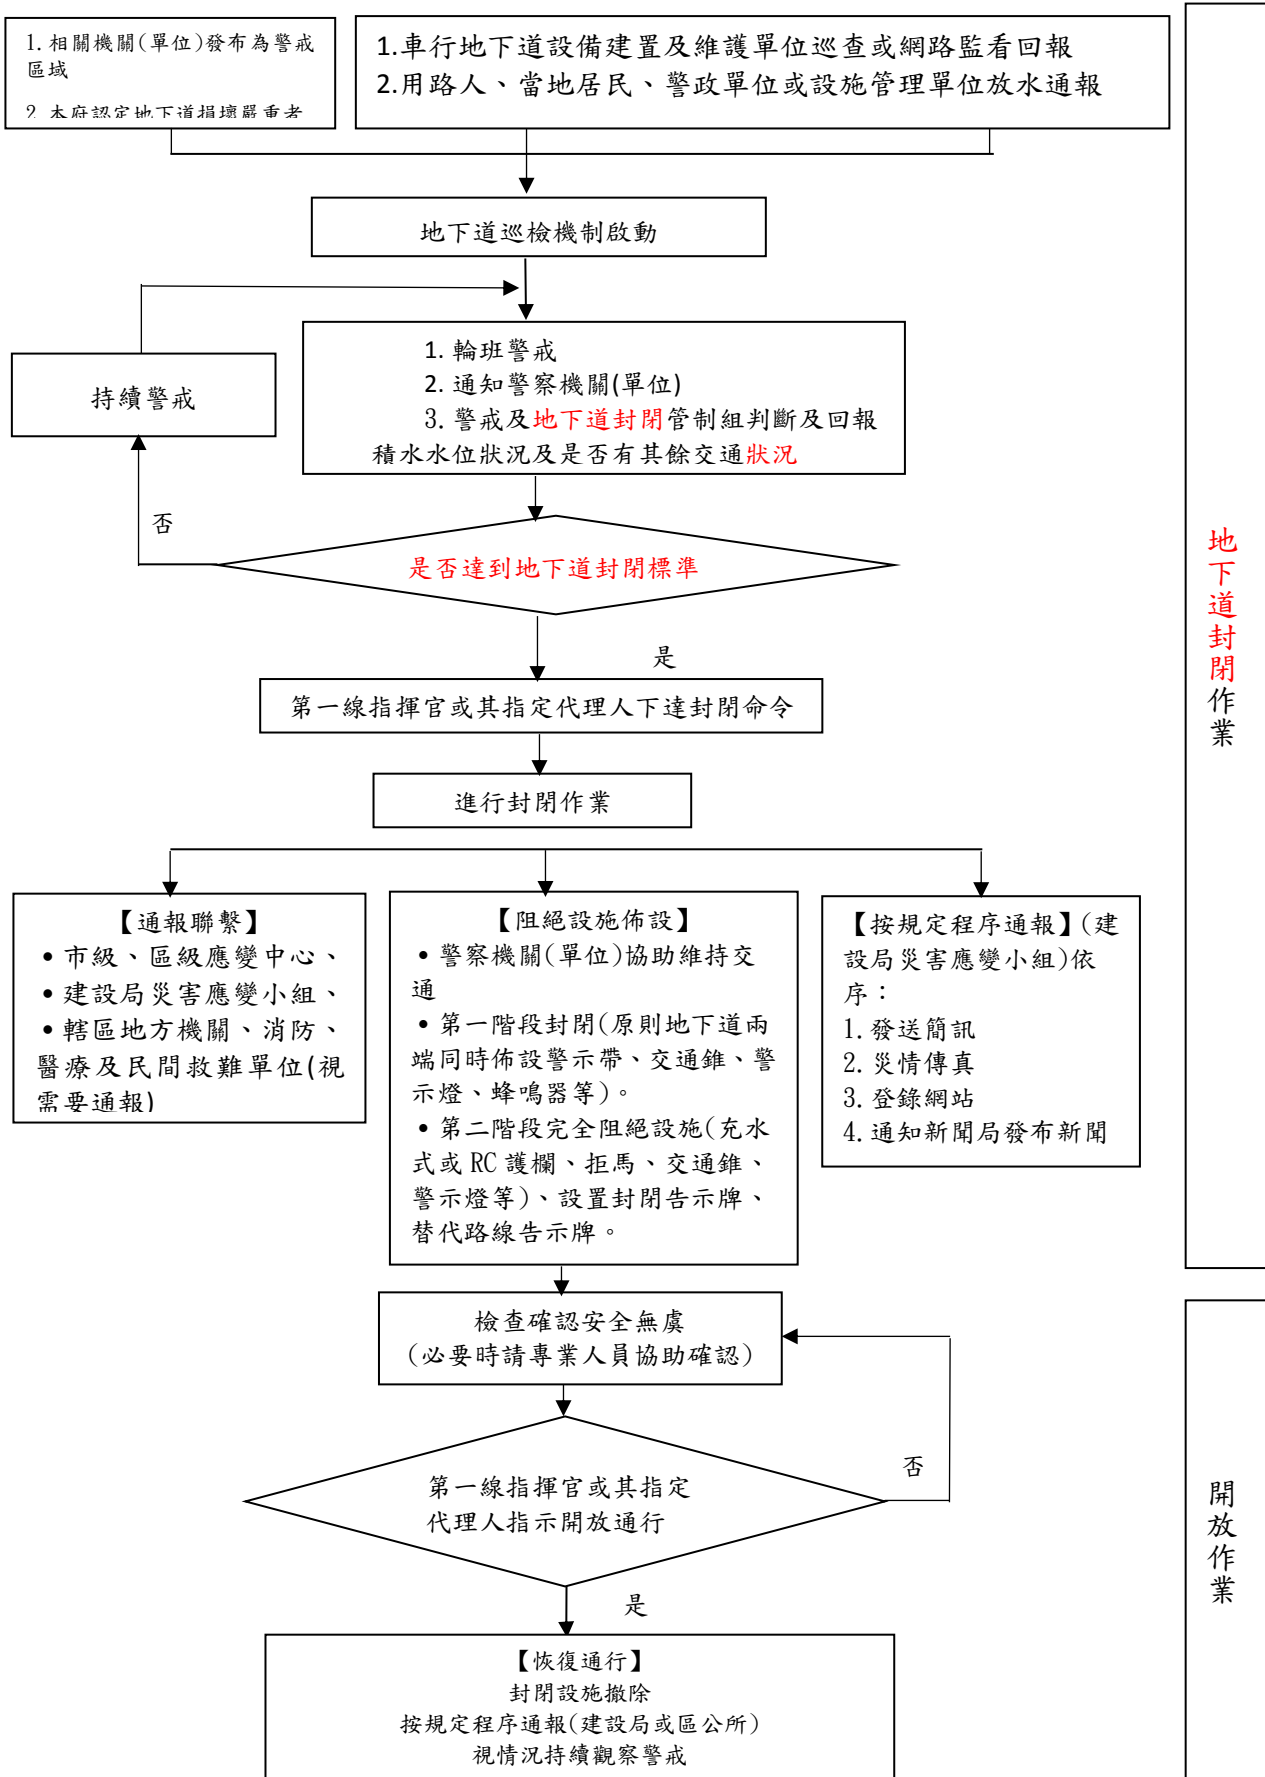 1. 相關機關(單位)發布為警戒
區域
2. 本府認定地下道損壞嚴重者
1.車行地下道設備建置及維護單位巡查或網路監看回報
2.用路人、當地居民、警政單位或設施管理單位放水通報
地下道巡檢機制啟動
持續警戒
1. 輪班警戒
2. 通知警察機關(單位)
3. 警戒及地下道封閉管制組判斷及回報
積水水位狀況及是否有其餘交通狀況
否
是否達到地下道封閉標準
是
第一線指揮官或其指定代理人下達封閉命令
進行封閉作業
【通報聯繫】
• 市級、區級應變中心、
• 建設局災害應變小組、
• 轄區地方機關、消防、
醫療及民間救難單位(視
需要通報)
【阻絕設施佈設】
• 警察機關(單位)協助維持交
通
• 第一階段封閉(原則地下道兩
端同時佈設警示帶、交通錐、警
示燈、蜂鳴器等)。
• 第二階段完全阻絕設施(充水
式或 RC 護欄、拒馬、交通錐、
警示燈等)、設置封閉告示牌、
替代路線告示牌。
【按規定程序通報】(建
設局災害應變小組)依
序：
1. 發送簡訊
2. 災情傳真
3. 登錄網站
4. 通知新聞局發布新聞
地下道封閉作業
檢查確認安全無虞
(必要時請專業人員協助確認)
第一線指揮官或其指定
代理人指示開放通行
否
是
【恢復通行】
封閉設施撤除
按規定程序通報(建設局或區公所)
視情況持續觀察警戒
開放作業